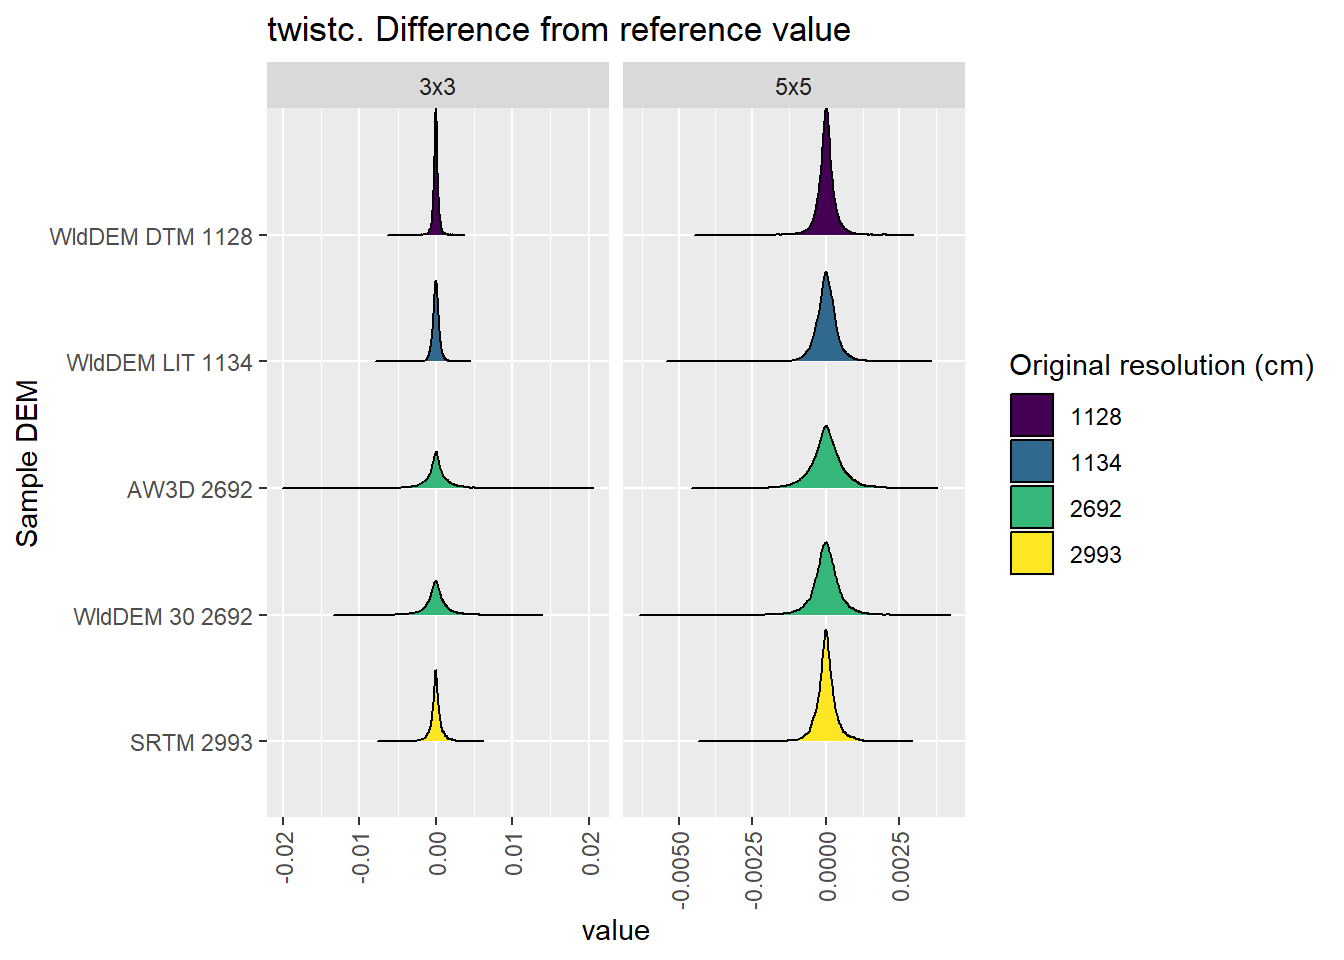 twistc. Difference from reference value
3x3
5x5
WldDEM DTM 1128
WldDEM LIT 1134
AW3D 2692
WldDEM 30 2692
SRTM 2993
Sample DEM
-0.02
-0.01
0.00
0.01
0.02
-0.0050
-0.0025
0.0000
0.0025
value
Original resolution (cm)
1128
1134
2692
2993